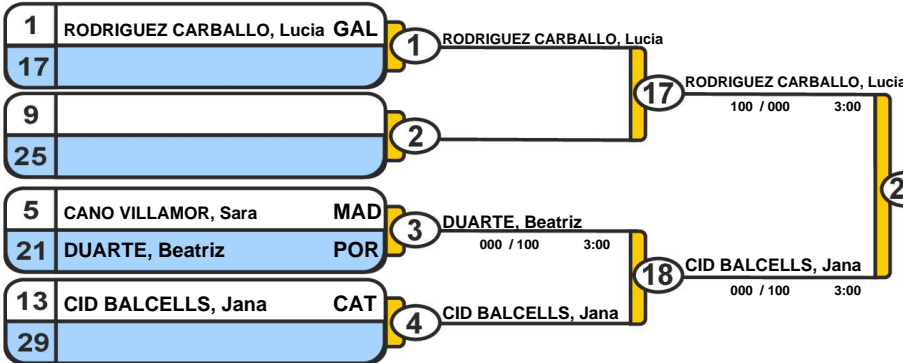 1 RODRIGUEZ CARBALLO, Lucia GAL
17
1
RODRIGUEZ CARBALLO, Lucia
9
25
2
17
RODRIGUEZ CARBALLO, Lucia
100 / 000 3:00
5 CANO VILLAMOR, Sara MAD
21 DUARTE, Beatriz POR
3
DUARTE, Beatriz
000 / 100 3:00
13 CID BALCELLS, Jana CAT
29
4
CID BALCELLS, Jana
18
CID BALCELLS, Jana
000 / 100 3:00